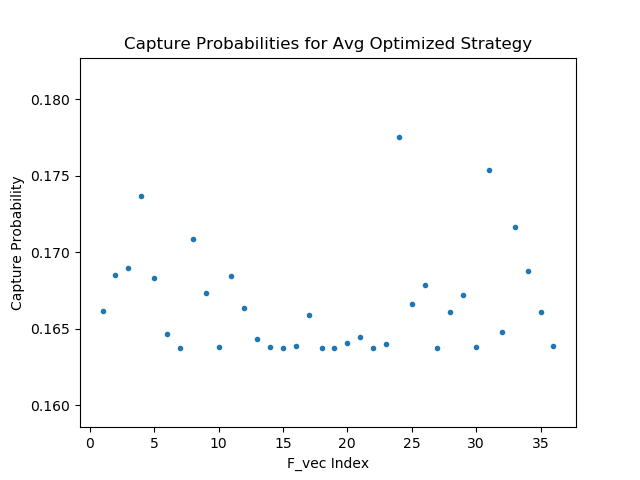 Capture Probabilities for Avg Optimized Strategy
0.180
0.175
0.170
0.165
0.160
Capture Probability
0 5 10 15 20 25 30 35
F_vec Index